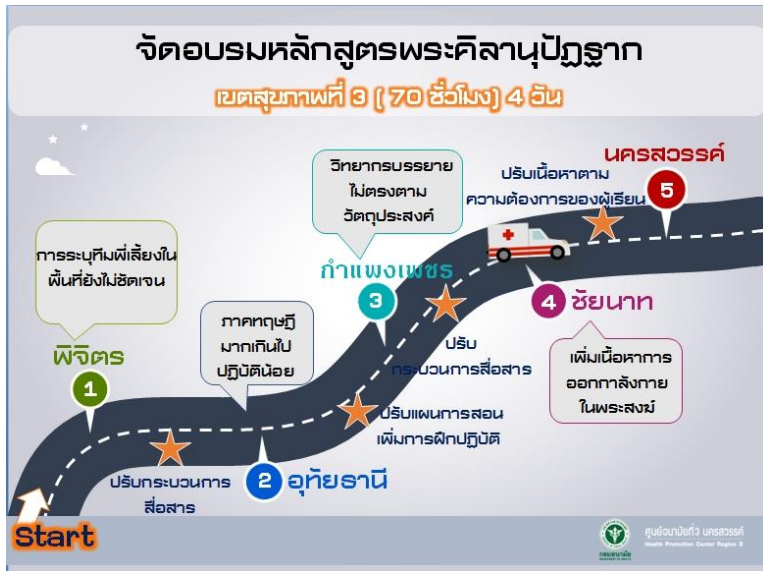 จัดอบรมหลักสูตรพระคิลานุปัฏฐาก
เขตสุขภาพที่ 3 ( 70 ชั่วโมง) 4 วัน
การระบุทีมพี่เลี้ยงใน
พื้นที่ยังไม่ชัดเจน
พิจิตร
1
ปรับกระบวนการ
สื่อสาร
ภาคทฤษฎี
มากเกินไป
ปฏิบัติน้อย
2 อุทัยธานี
ปรับแผนการสอน
เพิ่มการฝึกปฏิบัติ
วิทยากรบรรยาย
ไม่ตรงตาม
วัตถุประสงค์
กำแพงเพชร
3
ปรับ
กระบวนการสื่อสาร
4 ชัยนาท
เพิ่มเนื้อหาการ
ออกกาลังกาย
ในพระสงฆ์
ปรับเนื้อหาตาม
ความต้องการของผู้เรียน
นครสวรรค์
5
Start
กรมอนามัย
ศูนย์อนามัยที่3 นครสวรรค์
Health Promotion Center Region 3